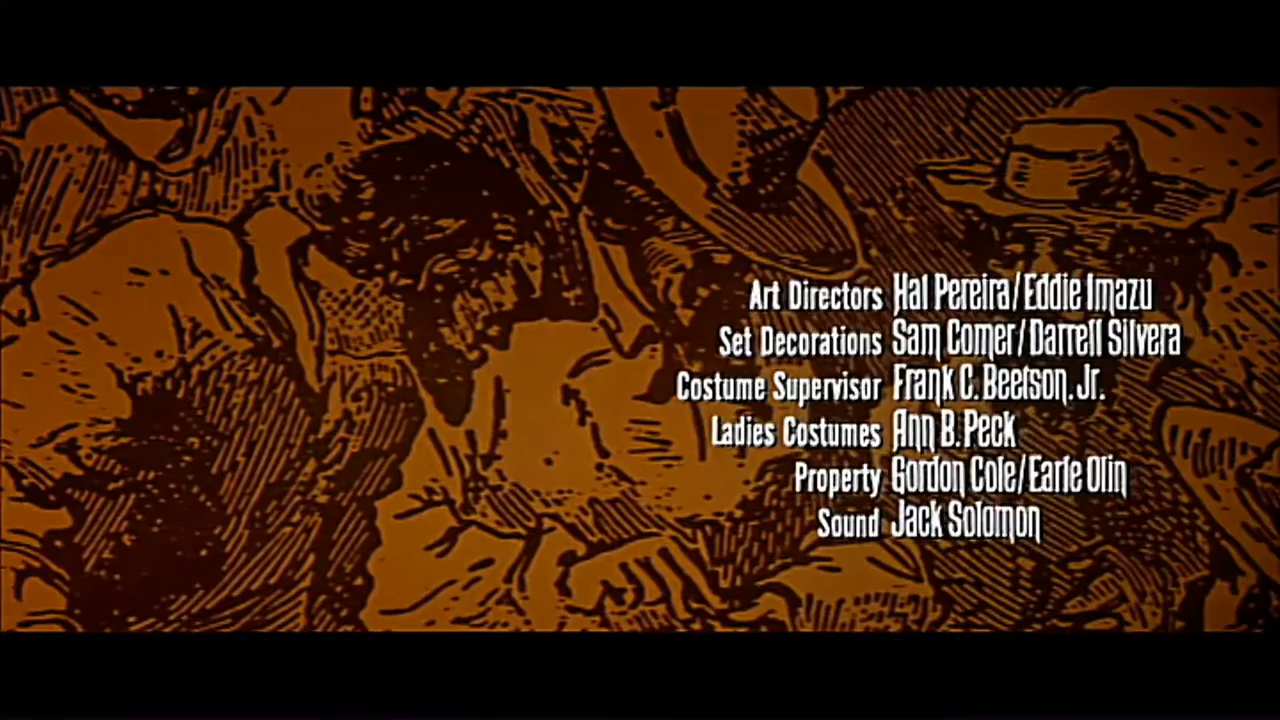 Art Directors Hal Pereira/Eddie Imazu
Set Decorations Sam Comer/Darrell Silvera
Costume Supervisor Frank C. Beetson, Jr.
Ladies Costumes Ann B. Peck
Property Gordon Cole/Earle Olin
Sound Jack Solomon